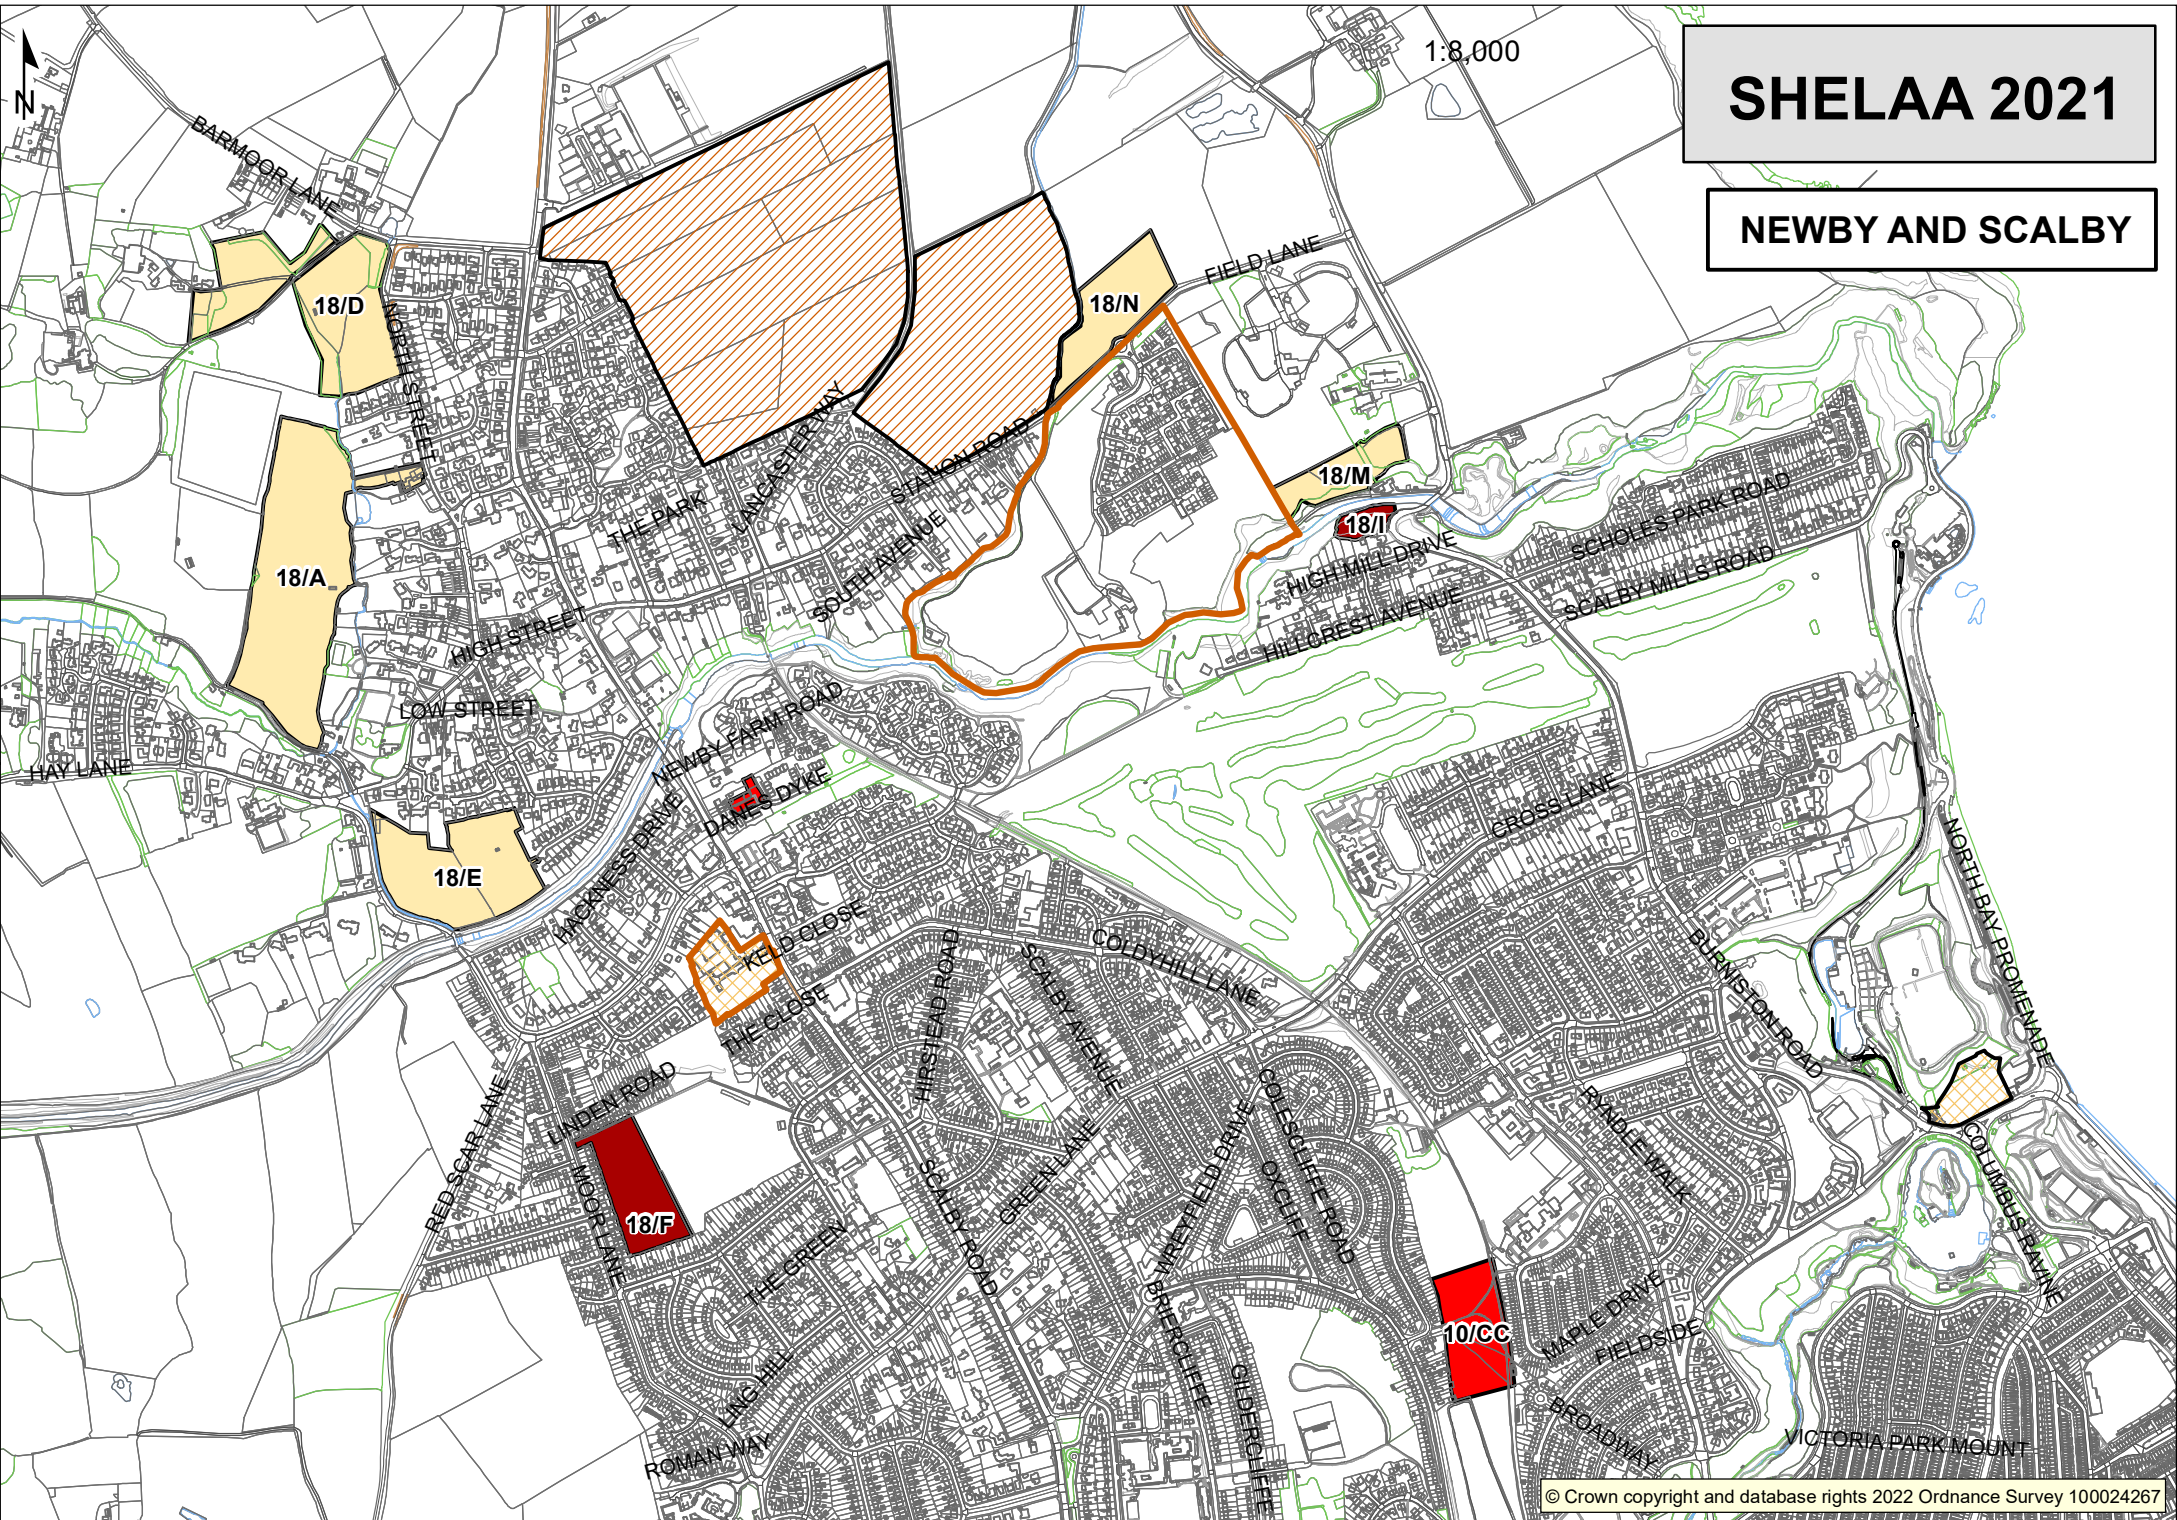 1:8,000
SHELAA 2021
N
BARMOOR LANE
NEWBY AND SCALBY
FIELD LANE
18/D
18/N
NORTH STREET
LANCASTER WAY
STATION ROAD
18/M
THE PARK
18/I
SCHOLES PARK ROAD
SOUTH AVENUE
HIGH MILL DRIVE
18/A
SCALBY MILLS ROAD
HIGH STREET
HILLCREST AVENUE
LOW STREET
NEWBY FARM ROAD
HAY LANE
DANES DYKE
CROSS LANE
HACKNESS DRIVE
18/E
NORTH BAY PROMENADE
KELD CLOSE
COLDYHILL LANE
HIRSTEAD ROAD
SCALBY AVENUE
BURNISTON ROAD
THE CLOSE
LINDEN ROAD
RED SCAR LANE
COLESCLIFFE ROAD
RYNDLE WALK
WREYFIELD DRIVE
GREEN LANE
OXCLIFF
COLUMBUS RAVINE
MOOR LANE
18/F
SCALBY ROAD
THE GREEN
BRIERCLIFFE
10/CC
MAPLE DRIVE
FIELDSIDE
LING HILL
GILDERCLIFFE
BROADWAY
ROMAN WAY
VICTORIA PARK MOUNT
© Crown copyright and database rights 2022 Ordnance Survey 100024267